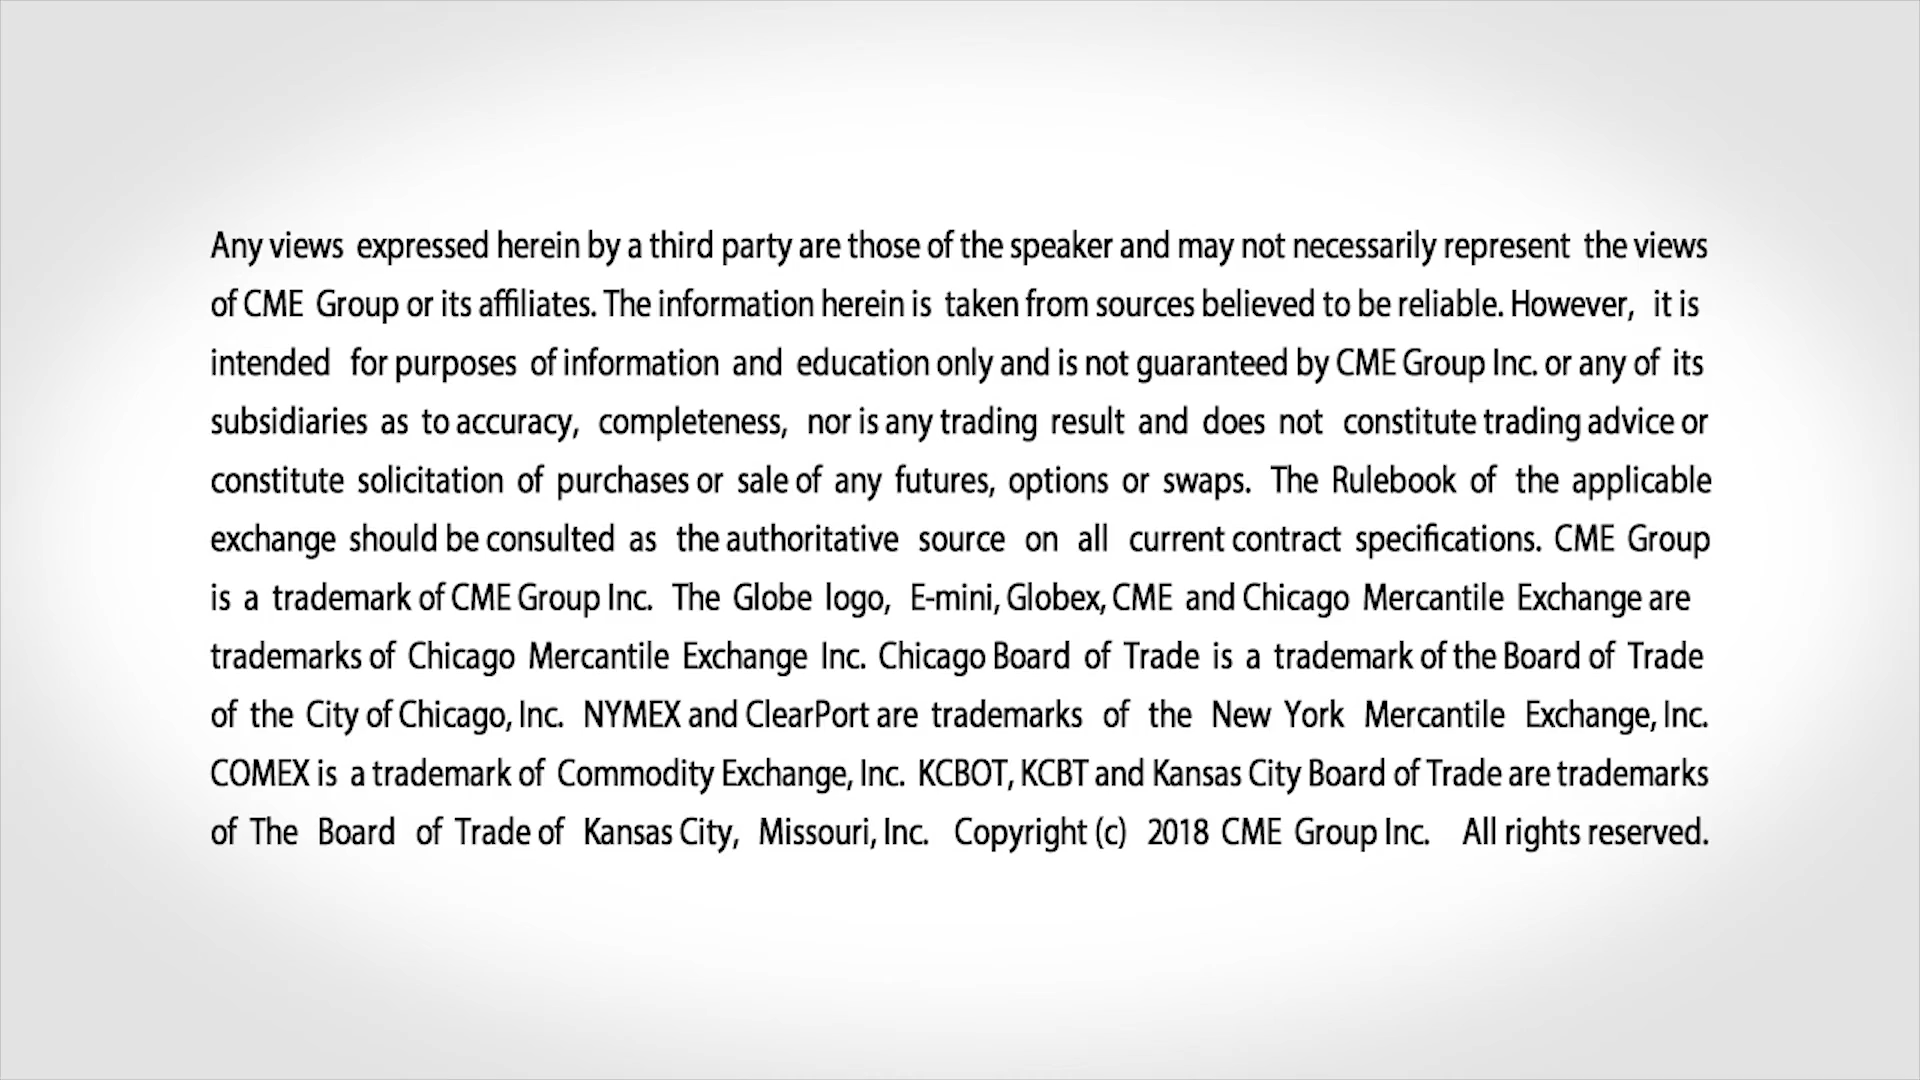 Any views expressed herein by a third party are those of the speaker and may not necessarily represent the views
of CME Group or its affiliates. The information herein is taken from sources believed to be reliable. However, it is
intended for purposes of information and education only and is not guaranteed by CME Group Inc. or any of its
subsidiaries as to accuracy, completeness, nor is any trading result and does not constitute trading advice or
constitute solicitation of purchases or sale of any futures, options or swaps. The Rulebook of the applicable
exchange should be consulted as the authoritative source on all current contract specifications. CME Group
is a trademark of CME Group Inc. The Globe logo, E-mini, Globex, CME and Chicago Mercantile Exchange are
trademarks of Chicago Mercantile Exchange Inc. Chicago Board of Trade is a trademark of the Board of Trade
of the City of Chicago, Inc. NYMEX and ClearPort are trademarks of the New York Mercantile Exchange, Inc.
COMEX is a trademark of Commodity Exchange, Inc. KCBOT, KCBT and Kansas City Board of Trade are trademarks
of The Board of Trade of Kansas City, Missouri, Inc. Copyright (c) 2018 CME Group Inc. All rights reserved.